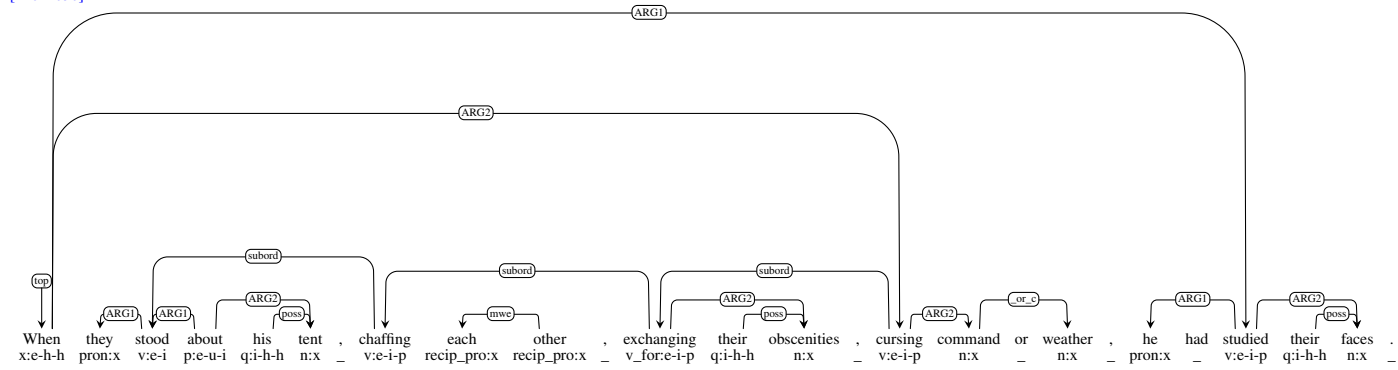 ARG1
ARG2
subord
subord
subord
top
ARG2
ARG2
_or_c
ARG1
ARG2
ARG1
ARG1
poss
mwe
poss
ARG2
poss
When they stood about his tent , chaffing each other , exchanging their obscenities , cursing command or weather , he had studied their faces .
x:e-h-h pron:x v:e-i p:e-u-i q:i-h-h n:x _ v:e-i-p recip_pro:x recip_pro:x _ v_for:e-i-p q:i-h-h n:x _ v:e-i-p n:x _ n:x _ pron:x _ v:e-i-p q:i-h-h n:x _